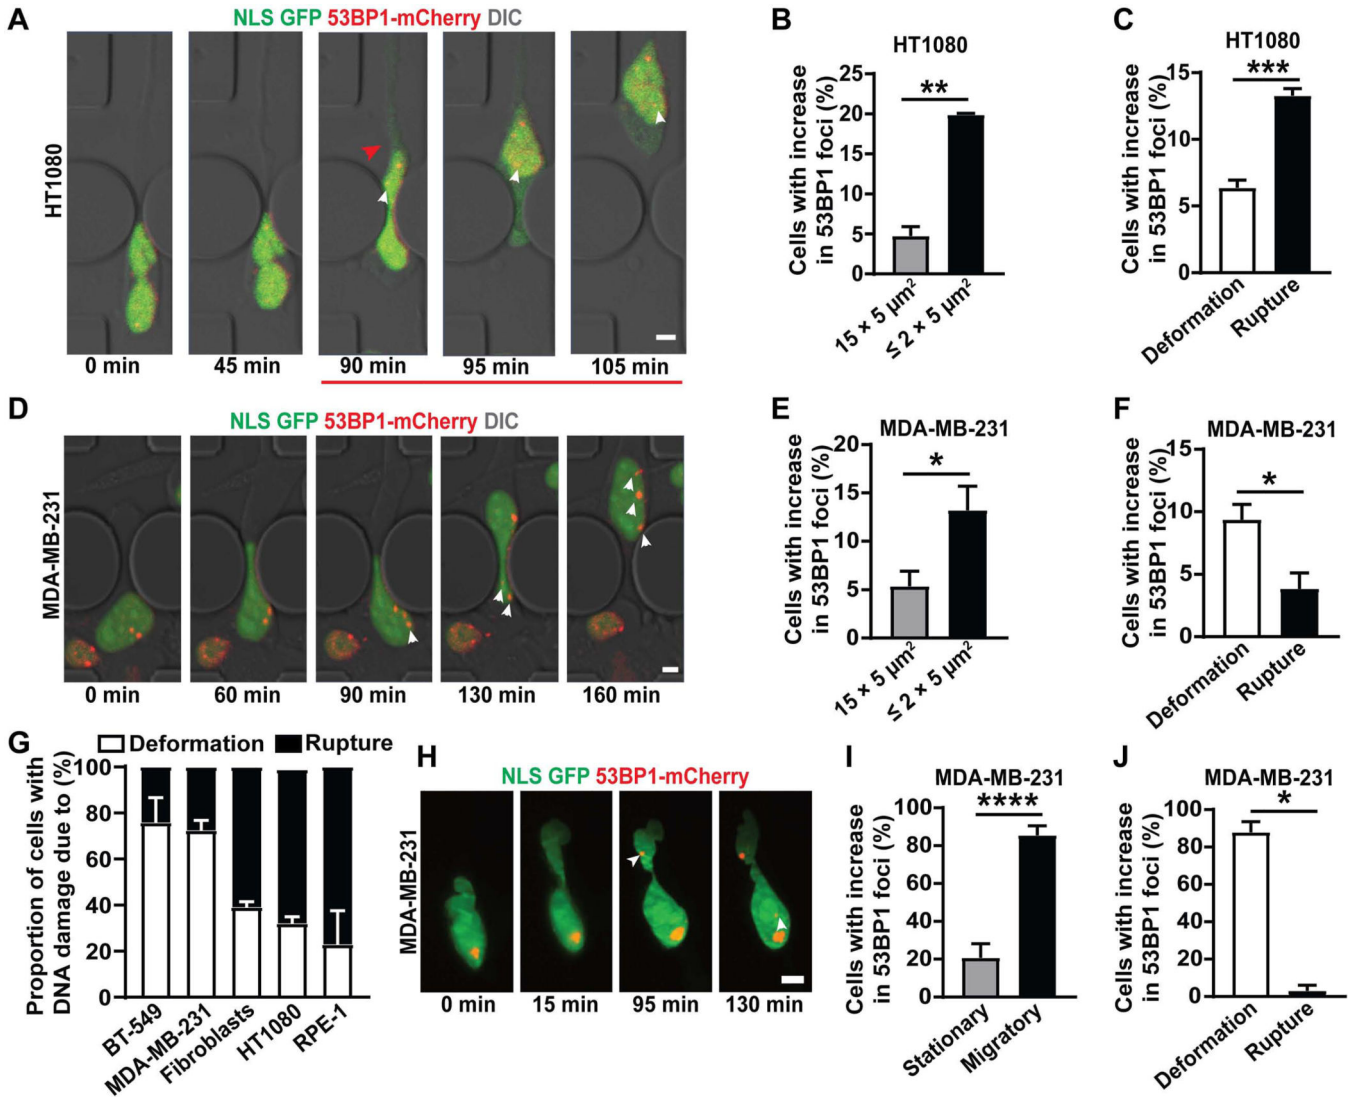 A
NLS GFP 53BP1-mCherry DIC
HT1080
0 min
45 min
90 min
95 min
105 min
B
HT1080
Cells with increase
in 53BP1 foci (%)
25
20
15
10
5
0
**
15 × 5 µm²
≤ 2 × 5 µm²
C
HT1080
Cells with increase
in 53BP1 foci (%)
15
10
5
0
***
Deformation
Rupture
D
NLS GFP 53BP1-mCherry DIC
MDA-MB-231
0 min
60 min
90 min
130 min
160 min
E
MDA-MB-231
Cells with increase
in 53BP1 foci (%)
20
15
10
5
0
*
15 × 5 µm²
≤ 2 × 5 µm²
F
MDA-MB-231
Cells with increase
in 53BP1 foci (%)
15
10
5
0
*
Deformation
Rupture
G
Deformation
Rupture
Proportion of cells with
DNA damage due to (%)
100
80
60
40
20
0
BT-549
MDA-MB-231
Fibroblasts
HT1080
RPE-1
H
NLS GFP 53BP1-mCherry
MDA-MB-231
0 min
15 min
95 min
130 min
I
MDA-MB-231
Cells with increase
in 53BP1 foci (%)
100
80
60
40
20
0
****
Stationary
Migratory
J
MDA-MB-231
Cells with increase
in 53BP1 foci (%)
100
80
60
40
20
0
*
Deformation
Rupture